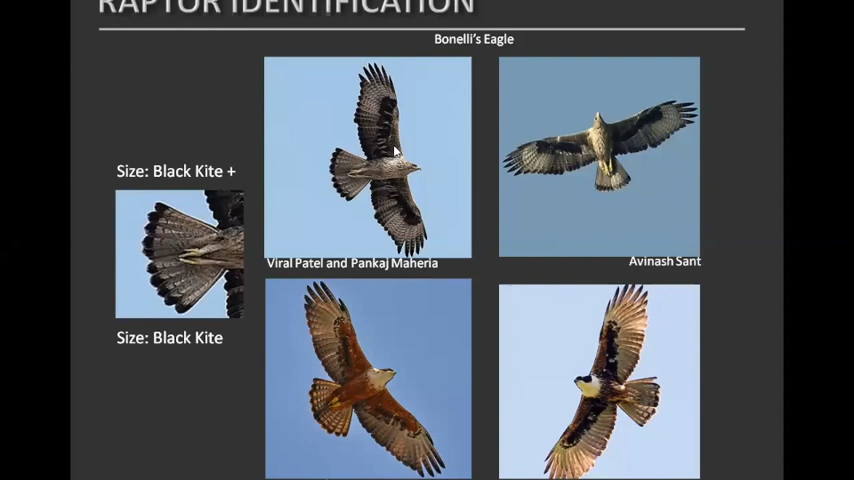 RAPTOR IDENTIFICATION
Bonelli's Eagle
Size: Black Kite +
Viral Patel and Pankaj Maheria
Avinash Sant
Size: Black Kite